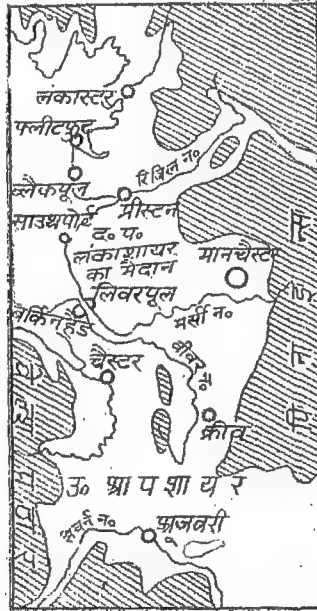 लंकास्टर
फ्लीटवुड
ब्लैकपूल
रिबिल न०
प्रीस्टन
साउथपोर्ट
द० प०
लंकाशायर
का मैदान
मानचैस्टर
लिवरपूल
मर्सी न०
बर्किनहैड
वीवर न०
चैस्टर
क्रीव
उ० श्रापशायर
श्रूजबरी